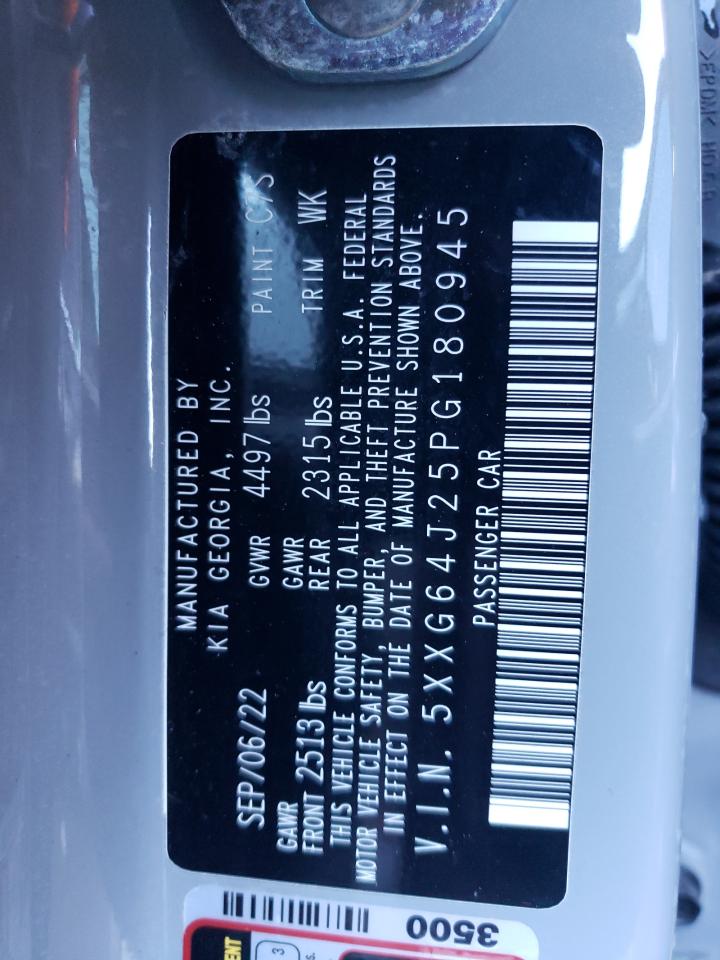 MANUFACTURED BY
KIA GEORGIA, INC.
SEP/06/22 GVWR 4497 lbs PAINT C7S
GAWR GAWR
FRONT 2513 lbs REAR 2315 lbs TRIM WK
THIS VEHICLE CONFORMS TO ALL APPLICABLE U.S.A. FEDERAL
MOTOR VEHICLE SAFETY, BUMPER, AND THEFT PREVENTION STANDARDS
IN EFFECT ON THE DATE OF MANUFACTURE SHOWN ABOVE.
V.I.N. 5XXG64J25PG180945
PASSENGER CAR
3500
3
>EPDM<